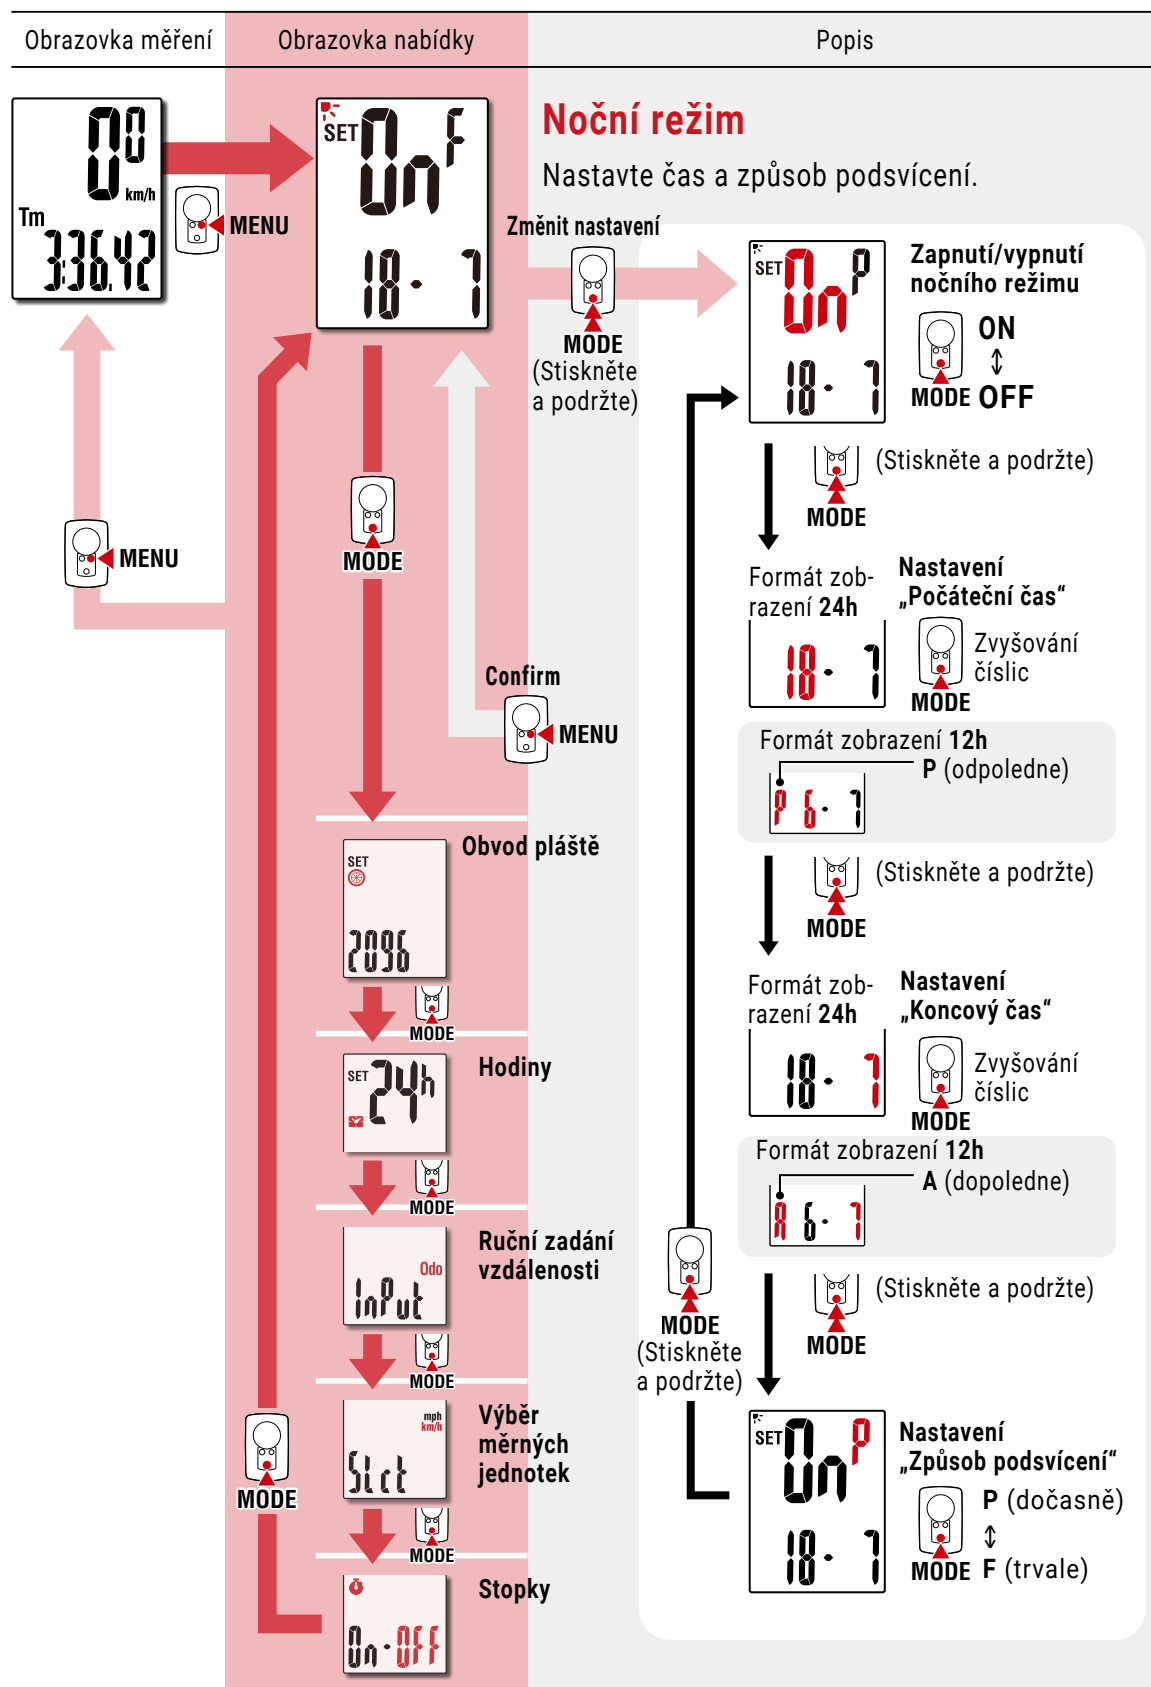 Obrazovka měření
Obrazovka nabídky
Popis
0⁰
km/h
Tm
3:36.42
MENU
SET
On F
18· 7
Noční režim
Nastavte čas a způsob podsvícení.
Změnit nastavení
MODE
(Stiskněte
a podržte)
SET
On P
18· 7
Zapnutí/vypnutí
nočního režimu
ON
↕
MODE OFF
(Stiskněte a podržte)
MODE
MENU
MODE
Formát zob-
razení 24h
18· 7
Nastavení
„Počáteční čas“
Zvyšování
číslic
MODE
Confirm
MENU
Formát zobrazení 12h
P (odpoledne)
P 6· 7
(Stiskněte a podržte)
MODE
Obvod pláště
SET
2096
MODE
Formát zob-
razení 24h
18· 7
Nastavení
„Koncový čas“
Zvyšování
číslic
MODE
Hodiny
SET
24h
MODE
Formát zobrazení 12h
A (dopoledne)
A 6· 7
Ruční zadání
vzdálenosti
Odo
InPut
MODE
(Stiskněte a podržte)
MODE
MODE
(Stiskněte
a podržte)
Výběr
měrných
jednotek
mph
km/h
Slct
MODE
MODE
SET
On P
18· 7
Nastavení
„Způsob podsvícení“
P (dočasně)
↕
MODE F (trvale)
Stopky
On·OFF